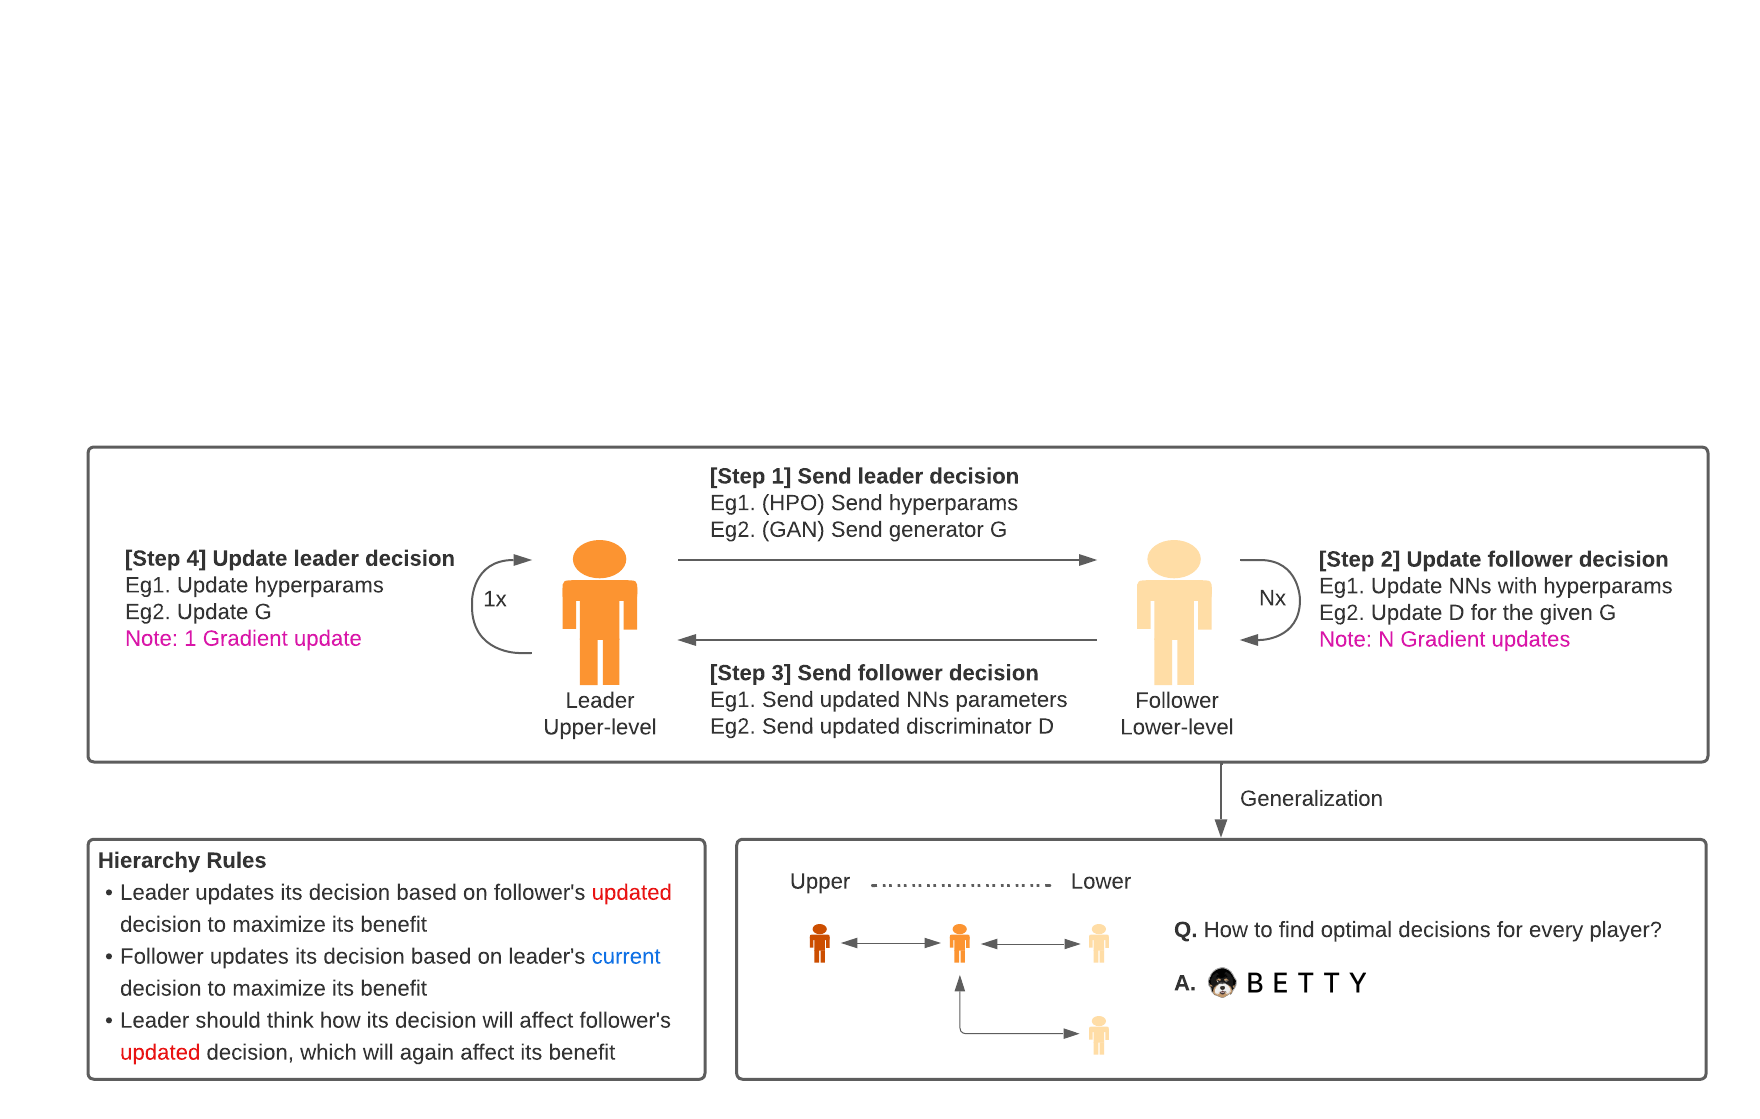 [Step 1] Send leader decision
Eg1. (HPO) Send hyperparams
Eg2. (GAN) Send generator G
[Step 4] Update leader decision
Eg1. Update hyperparams
Eg2. Update G
Note: 1 Gradient update
1x
Nx
[Step 2] Update follower decision
Eg1. Update NNs with hyperparams
Eg2. Update D for the given G
Note: N Gradient updates
[Step 3] Send follower decision
Eg1. Send updated NNs parameters
Eg2. Send updated discriminator D
Leader
Upper-level
Follower
Lower-level
Generalization
Hierarchy Rules
• Leader updates its decision based on follower's updated
decision to maximize its benefit
• Follower updates its decision based on leader's current
decision to maximize its benefit
• Leader should think how its decision will affect follower's
updated decision, which will again affect its benefit
Upper
Lower
Q. How to find optimal decisions for every player?
A. BETTY